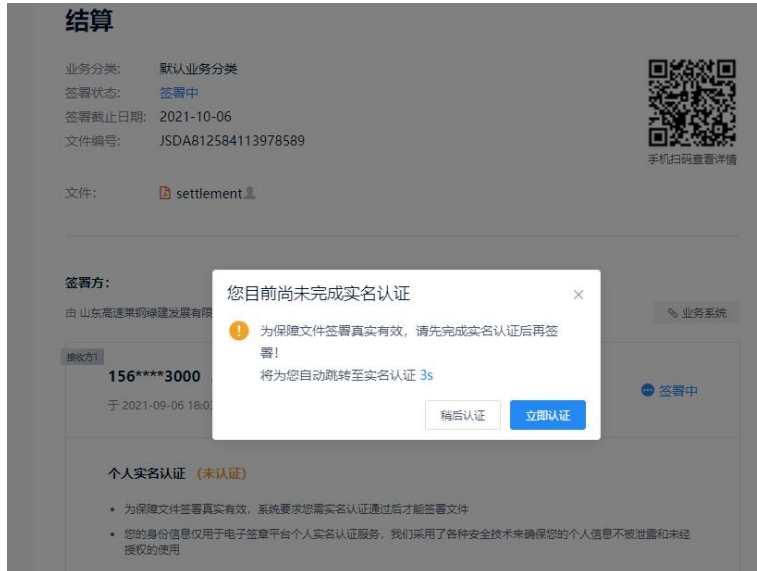 结算
业务分类: 默认业务分类
签署状态: 签署中
签署截止日期: 2021-10-06
文件编号: JSDA812584113978589
手机扫码查看详情
文件: settlement
签署方：
由 山东高速莱钢绿建发展有限
业务系统
您目前尚未完成实名认证
为保障文件签署真实有效，请先完成实名认证后再签
署！
将为您自动跳转至实名认证 3s
稍后认证 立即认证
接收方1
156****3000
签署中
于 2021-09-06 18:03
个人实名认证 （未认证）
• 为保障文件签署真实有效，系统要求您需实名认证通过后才能签署文件
• 您的身份信息仅用于电子签章平台个人实名认证服务，我们采用了各种安全技术来确保您的个人信息不被泄露和未经
授权的使用